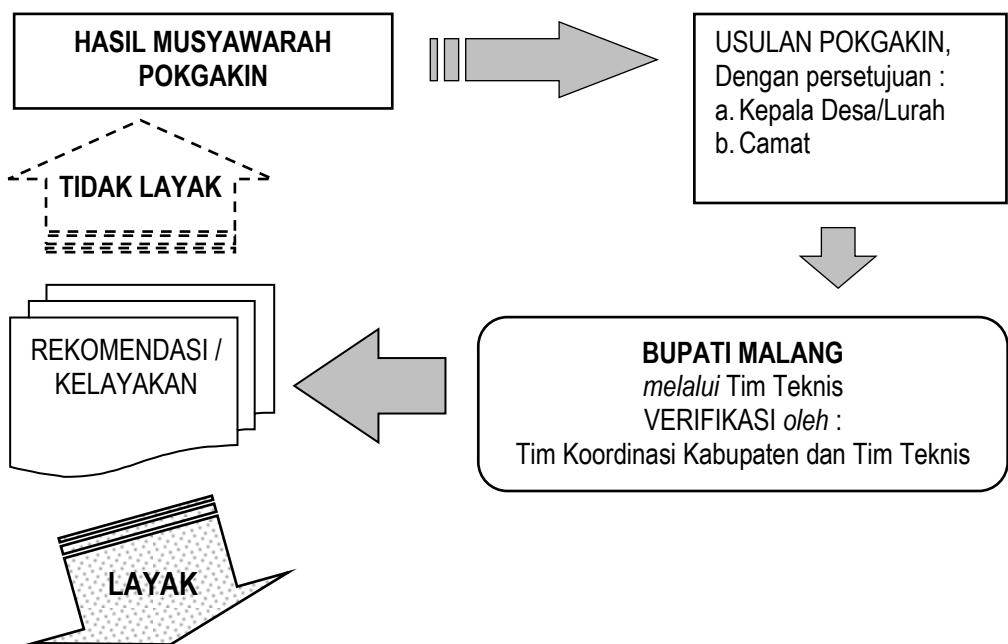 HASIL MUSYAWARAH
POKGAKIN
USULAN POKGAKIN,
Dengan persetujuan :
a. Kepala Desa/Lurah
b. Camat
TIDAK LAYAK
REKOMENDASI /
KELAYAKAN
BUPATI MALANG
melalui Tim Teknis
VERIFIKASI oleh :
Tim Koordinasi Kabupaten dan Tim Teknis
LAYAK